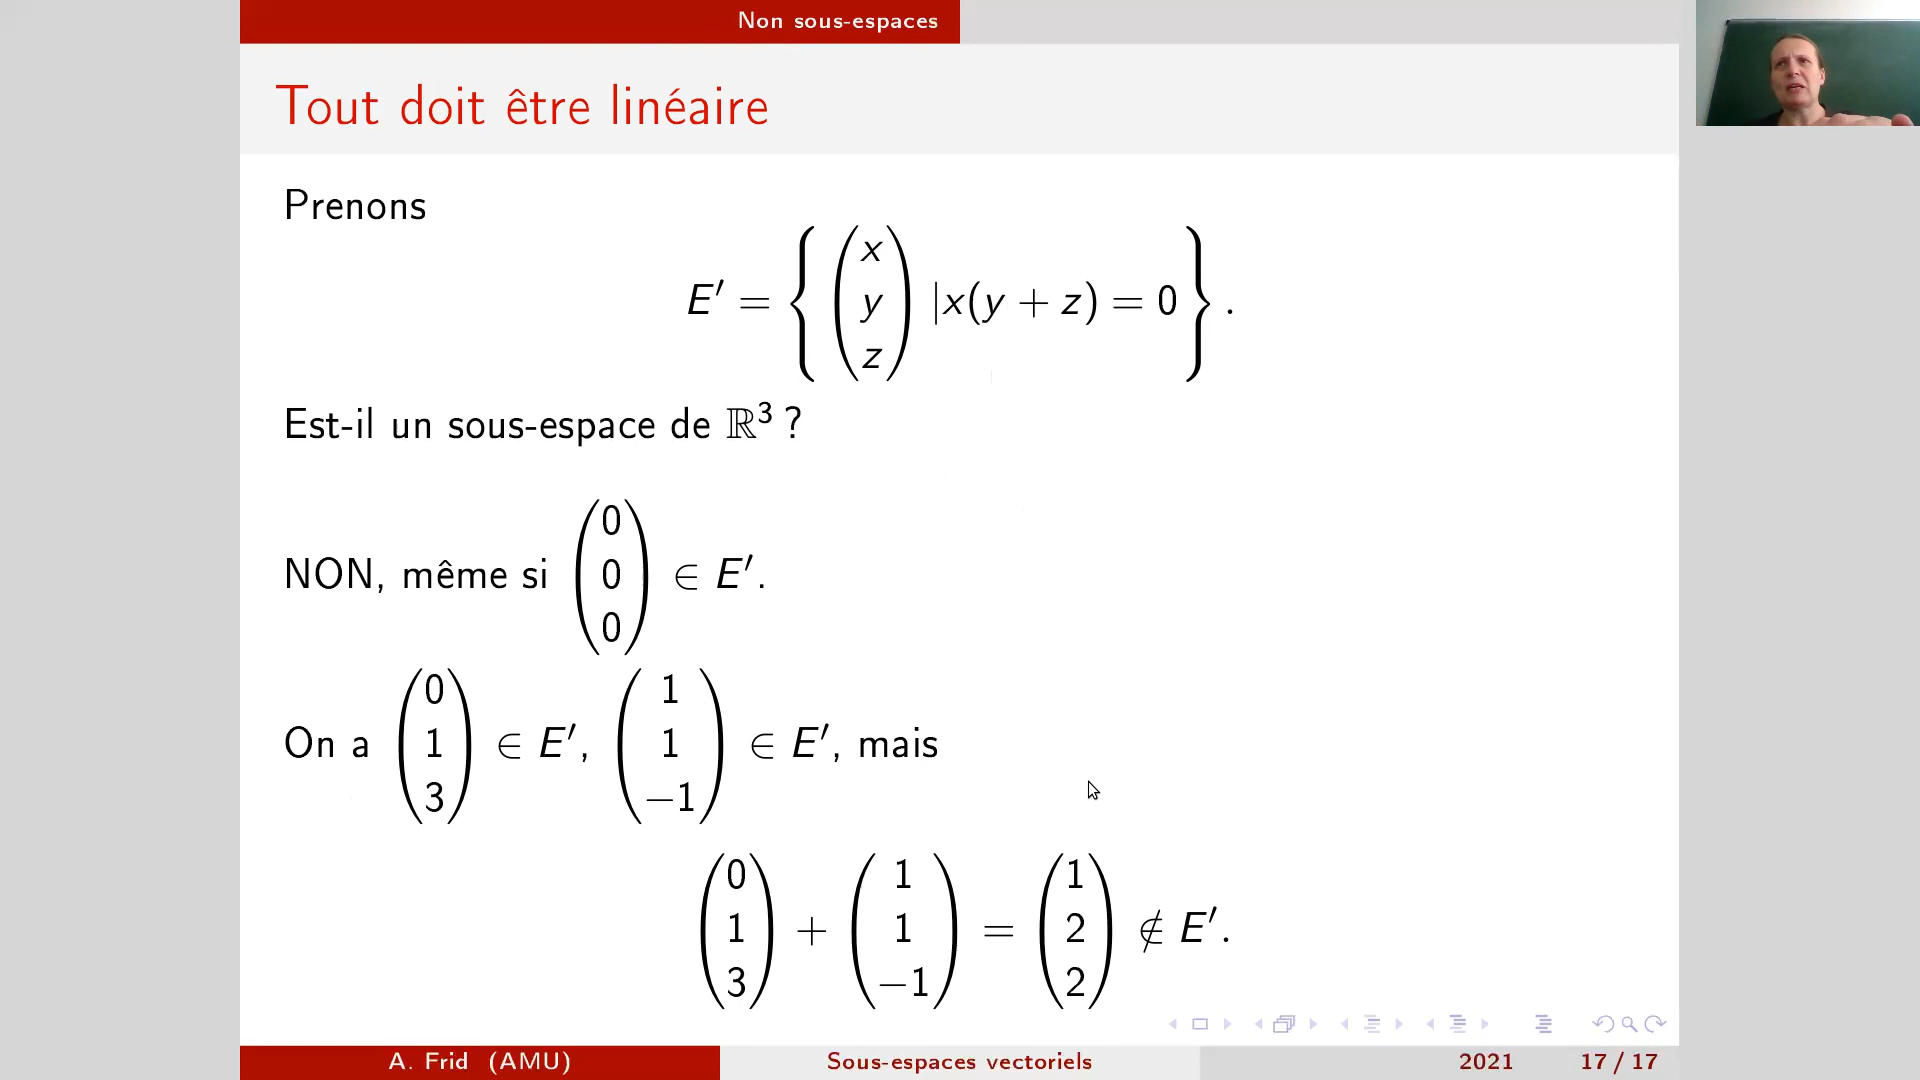 Non sous-espaces
Tout doit être linéaire
Prenons
E′ = { (x y z) |x(y + z) = 0 } .
Est-il un sous-espace de ℝ³ ?
NON, même si (0 0 0) ∈ E′.
On a (0 1 3) ∈ E′, (1 1 −1) ∈ E′, mais
(0 1 3) + (1 1 −1) = (1 2 2) ∉ E′.
A. Frid (AMU) Sous-espaces vectoriels 2021 17 / 17